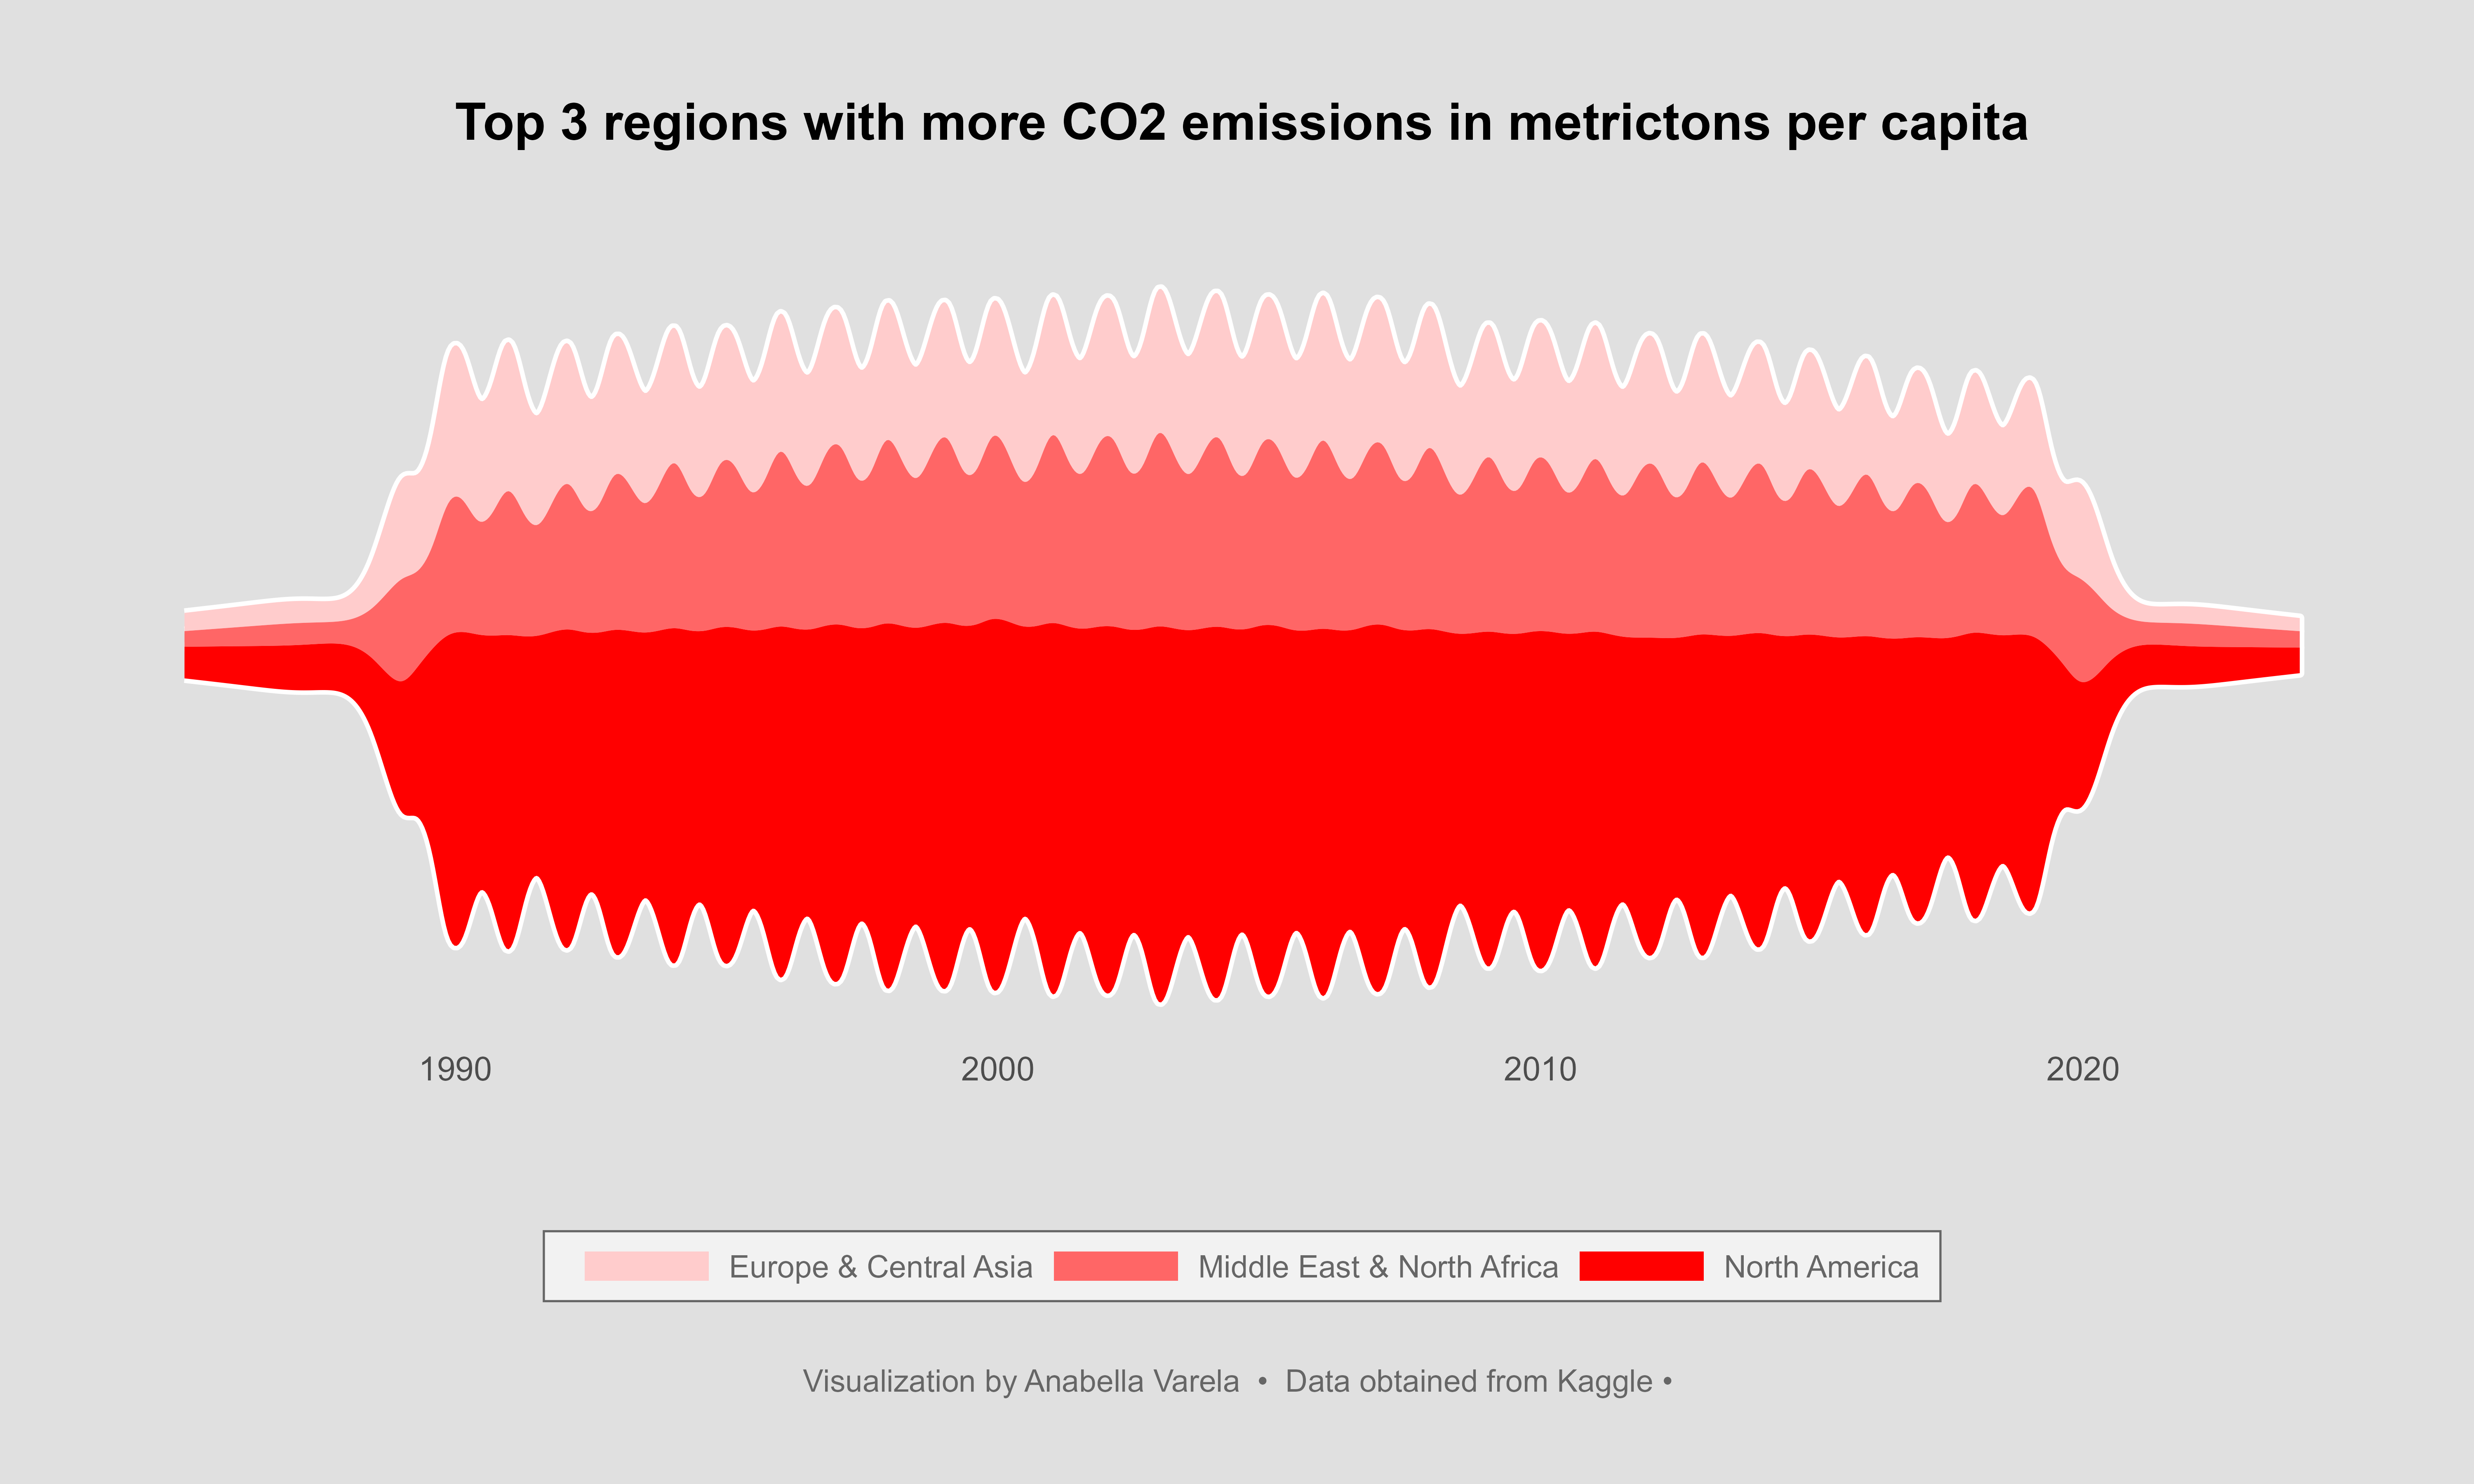 Top 3 regions with more CO2 emissions in metrictons per capita
1990 2000 2010 2020
Europe & Central Asia Middle East & North Africa North America
Visualization by Anabella Varela • Data obtained from Kaggle •